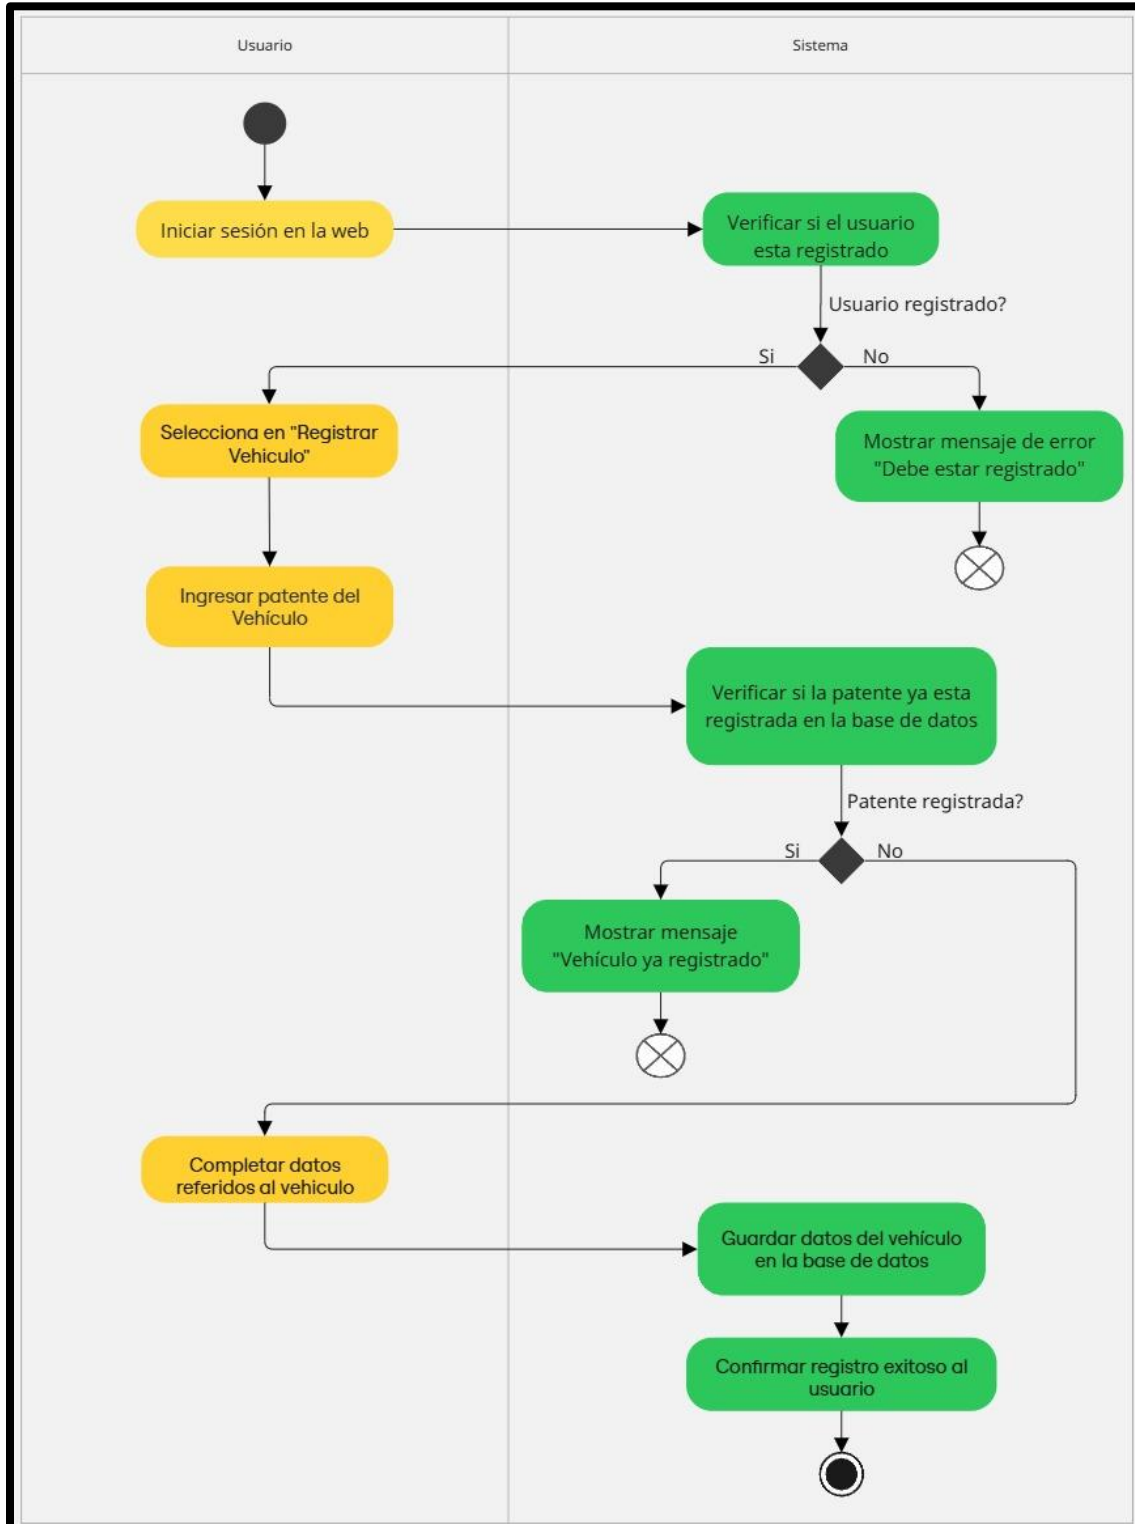 Usuario
Sistema
Iniciar sesión en la web
Verificar si el usuario
esta registrado
Usuario registrado?
Si
No
Selecciona en "Registrar
Vehiculo"
Mostrar mensaje de error
"Debe estar registrado"
Ingresar patente del
Vehículo
Verificar si la patente ya esta
registrada en la base de datos
Patente registrada?
Si
No
Mostrar mensaje
"Vehículo ya registrado"
Completar datos
referidos al vehiculo
Guardar datos del vehículo
en la base de datos
Confirmar registro exitoso al
usuario